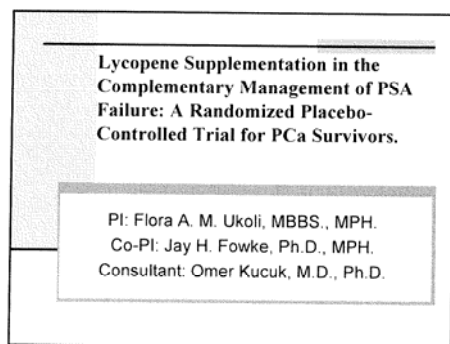 Lycopene Supplementation in the
Complementary Management of PSA
Failure: A Randomized Placebo-
Controlled Trial for PCa Survivors.
PI: Flora A. M. Ukoli, MBBS., MPH.
Co-PI: Jay H. Fowke, Ph.D., MPH.
Consultant: Omer Kucuk, M.D., Ph.D.